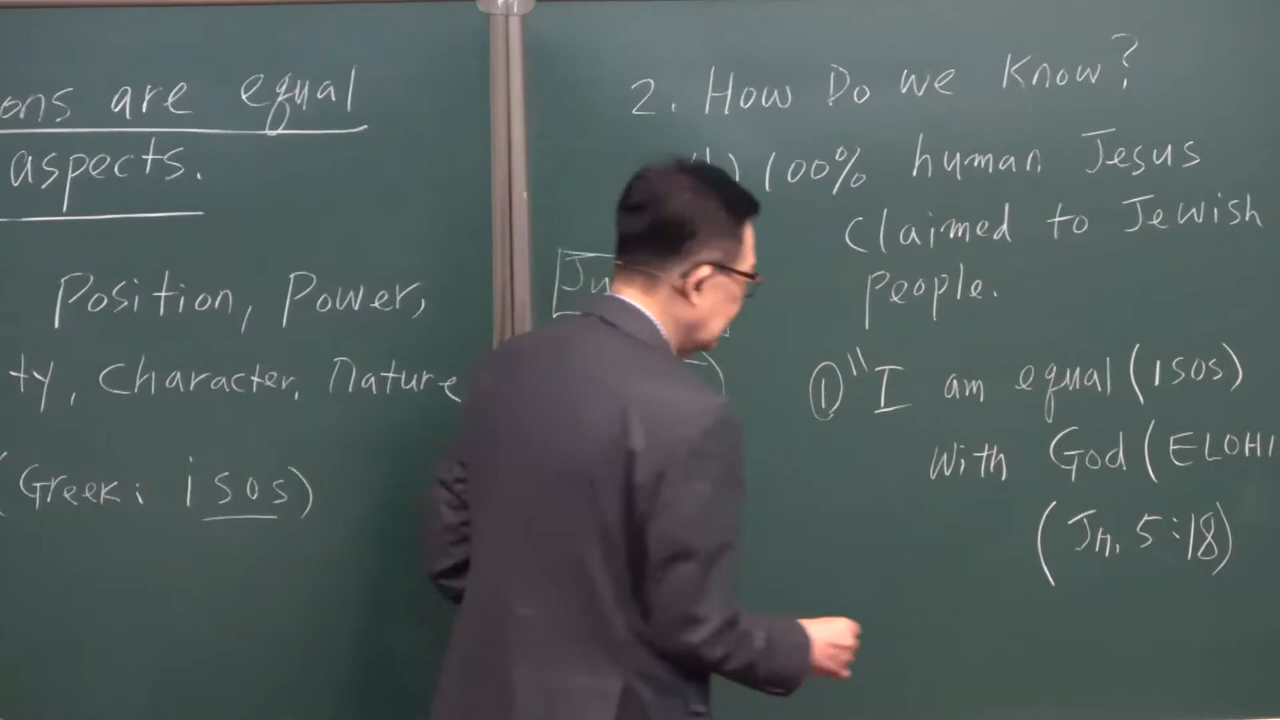 ons are equal
aspects.
Position, Power,
ty, Character, nature
(Greek: isos)
2. How Do we Know?
(1) 100% human Jesus
claimed to Jewish
people.
① "I am equal (isos)
with God (ELOHI
(Jn. 5:18)